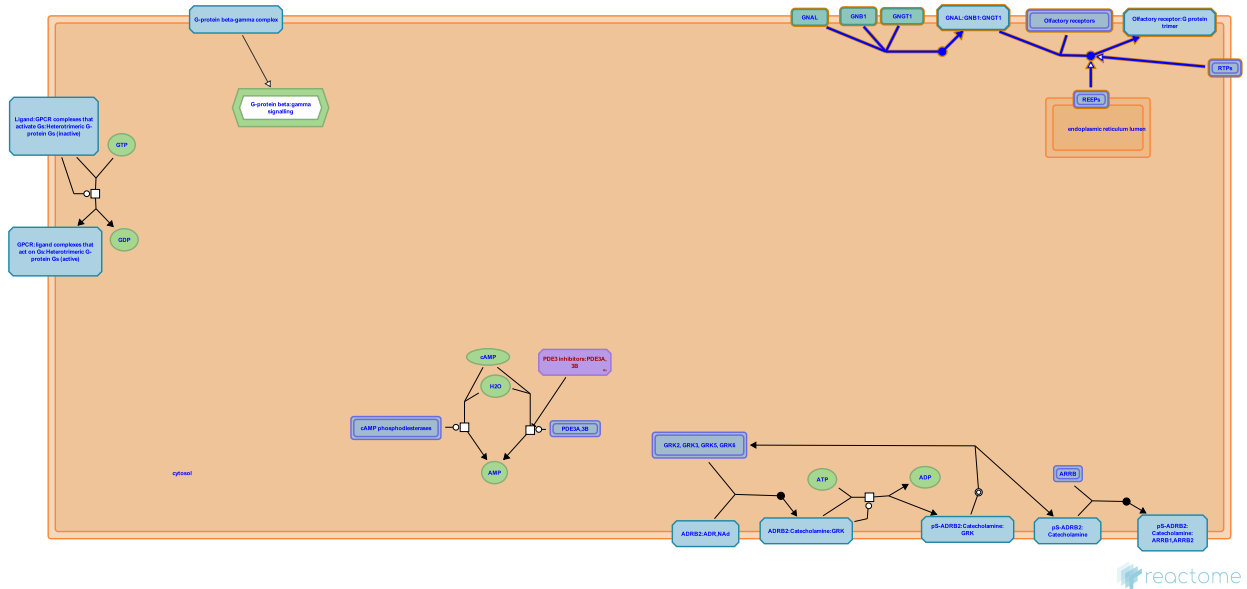 G-protein beta-gamma complex
GNAL
GNB1
GNGT1
GNAL:GNB1:GNGT1
Olfactory receptors
Olfactory receptor:G protein
trimer
RTPs
REEPs
endoplasmic reticulum lumen
G-protein beta:gamma
signalling
Ligand:GPCR complexes that
activate Gs:Heterotrimeric G-
protein Gs (inactive)
GTP
GPCR:ligand complexes that
act on Gs:Heterotrimeric G-
protein Gs (active)
GDP
cAMP
H2O
PDE3 inhibitors:PDE3A,
3B
cAMP phosphodiesterases
PDE3A,3B
AMP
cytosol
GRK2, GRK3, GRK5, GRK6
ATP
ADP
ARRB
ADRB2:ADR,NAd
ADRB2:Catecholamine:GRK
pS-ADRB2:Catecholamine:
GRK
pS-ADRB2:
Catecholamine
pS-ADRB2:
Catecholamine:
ARRB1,ARRB2
reactome